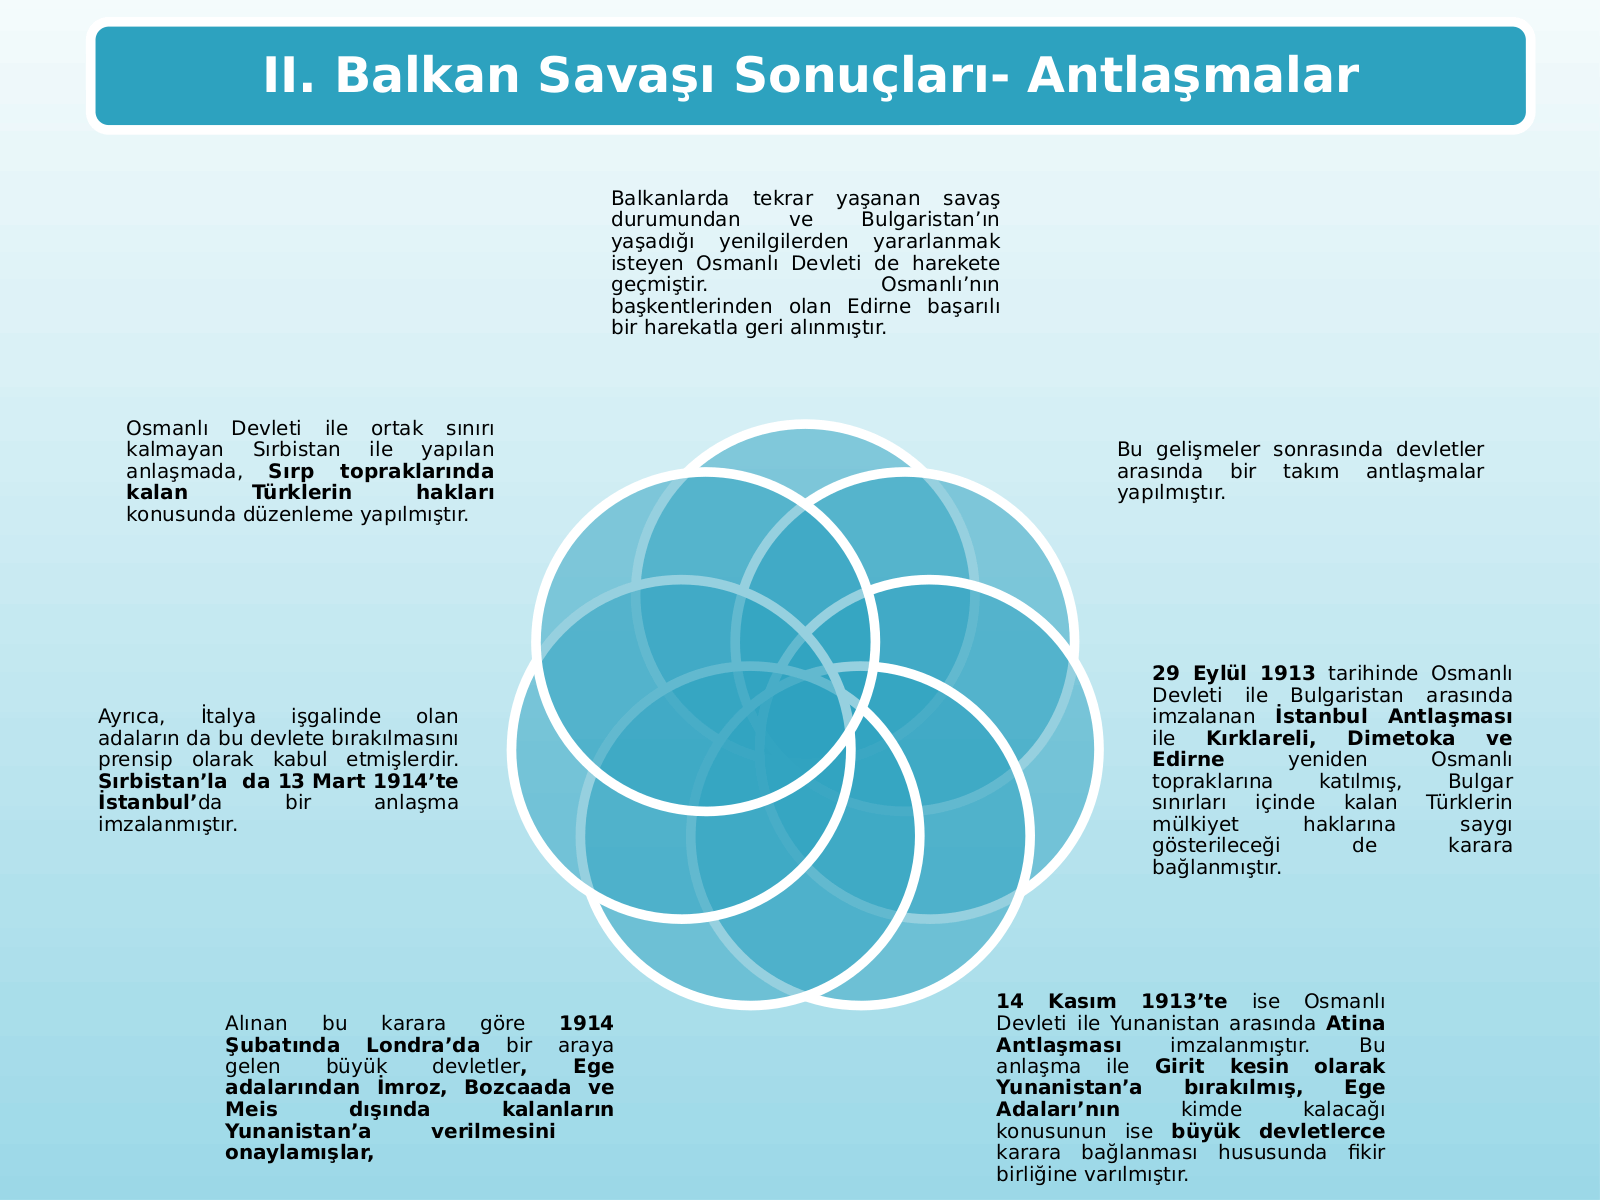 II. Balkan Savaşı Sonuçları- Antlaşmalar
Balkanlarda tekrar yaşanan savaş
durumundan ve Bulgaristan’ın
yaşadığı yenilgilerden yararlanmak
isteyen Osmanlı Devleti de harekete
geçmiştir. Osmanlı’nın
başkentlerinden olan Edirne başarılı
bir harekatla geri alınmıştır.
Bu gelişmeler sonrasında devletler
arasında bir takım antlaşmalar
yapılmıştır.
29 Eylül 1913 tarihinde Osmanlı
Devleti ile Bulgaristan arasında
imzalanan İstanbul Antlaşması
ile Kırklareli, Dimetoka ve
Edirne yeniden Osmanlı
topraklarına katılmış, Bulgar
sınırları içinde kalan Türklerin
mülkiyet haklarına saygı
gösterileceği de karara
bağlanmıştır.
14 Kasım 1913’te ise Osmanlı
Devleti ile Yunanistan arasında Atina
Antlaşması imzalanmıştır. Bu
anlaşma ile Girit kesin olarak
Yunanistan’a bırakılmış, Ege
Adaları’nın kimde kalacağı
konusunun ise büyük devletlerce
karara bağlanması hususunda fikir
birliğine varılmıştır.
Alınan bu karara göre 1914
Şubatında Londra’da bir araya
gelen büyük devletler, Ege
adalarından İmroz, Bozcaada ve
Meis dışında kalanların
Yunanistan’a verilmesini
onaylamışlar,
Ayrıca, İtalya işgalinde olan
adaların da bu devlete bırakılmasını
prensip olarak kabul etmişlerdir.
Sırbistan’la da 13 Mart 1914’te
İstanbul’da bir anlaşma
imzalanmıştır.
Osmanlı Devleti ile ortak sınırı
kalmayan Sırbistan ile yapılan
anlaşmada, Sırp topraklarında
kalan Türklerin hakları
konusunda düzenleme yapılmıştır.